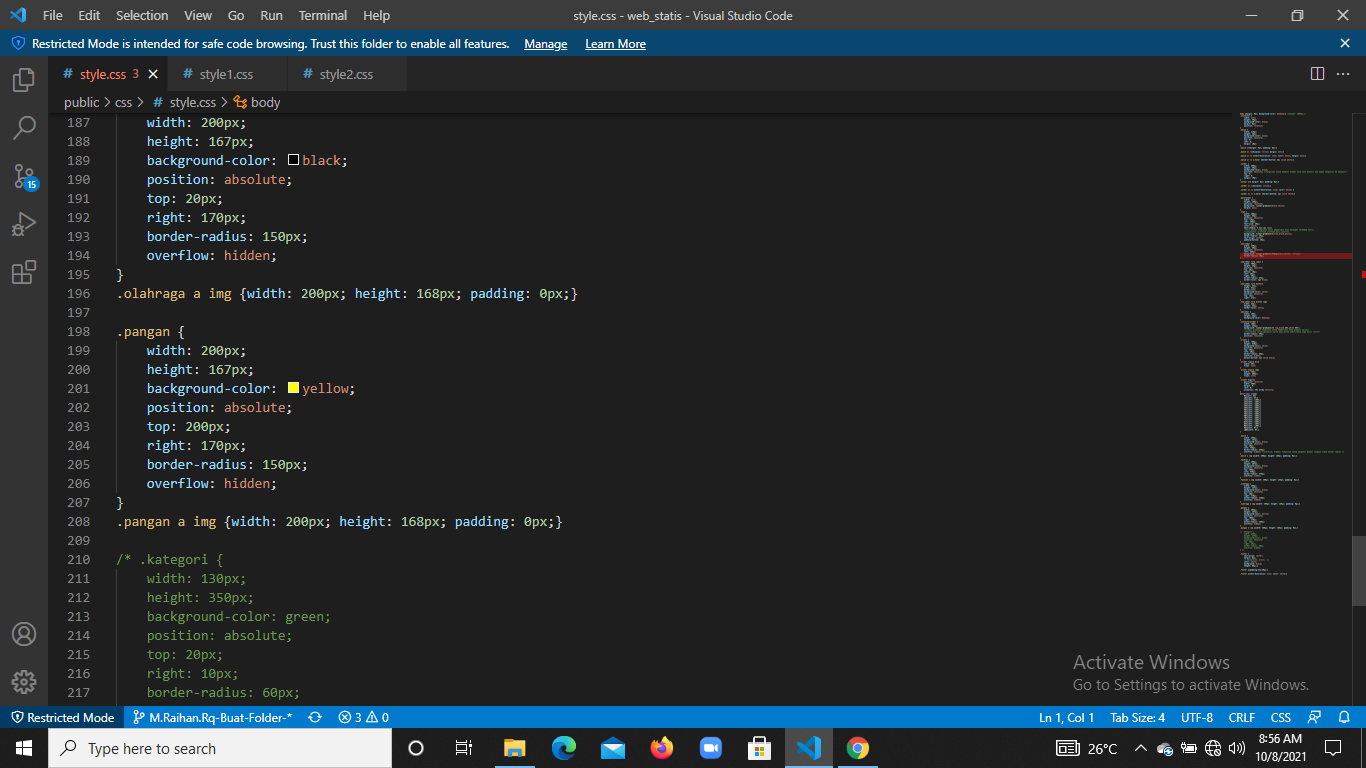 File Edit Selection View Go Run Terminal Help style.css - web_statis - Visual Studio Code
Restricted Mode is intended for safe code browsing. Trust this folder to enable all features. Manage Learn More
# style.css 3 # style1.css # style2.css
public > css > # style.css > body
187 width: 200px;
188 height: 167px;
189 background-color: black;
190 position: absolute;
191 top: 20px;
192 right: 170px;
193 border-radius: 150px;
194 overflow: hidden;
195 }
196 .olahraga a img {width: 200px; height: 168px; padding: 0px;}
197
198 .pangan {
199 width: 200px;
200 height: 167px;
201 background-color: yellow;
202 position: absolute;
203 top: 200px;
204 right: 170px;
205 border-radius: 150px;
206 overflow: hidden;
207 }
208 .pangan a img {width: 200px; height: 168px; padding: 0px;}
209
210 /* .kategori {
211 width: 130px;
212 height: 350px;
213 background-color: green;
214 position: absolute;
215 top: 20px;
216 right: 10px;
217 border-radius: 60px;
15
Activate Windows
Go to Settings to activate Windows.
Restricted Mode M.Raihan.Rq-Buat-Folder-* 3 0 Ln 1, Col 1 Tab Size: 4 UTF-8 CRLF CSS
Type here to search 26°C 8:56 AM
10/8/2021